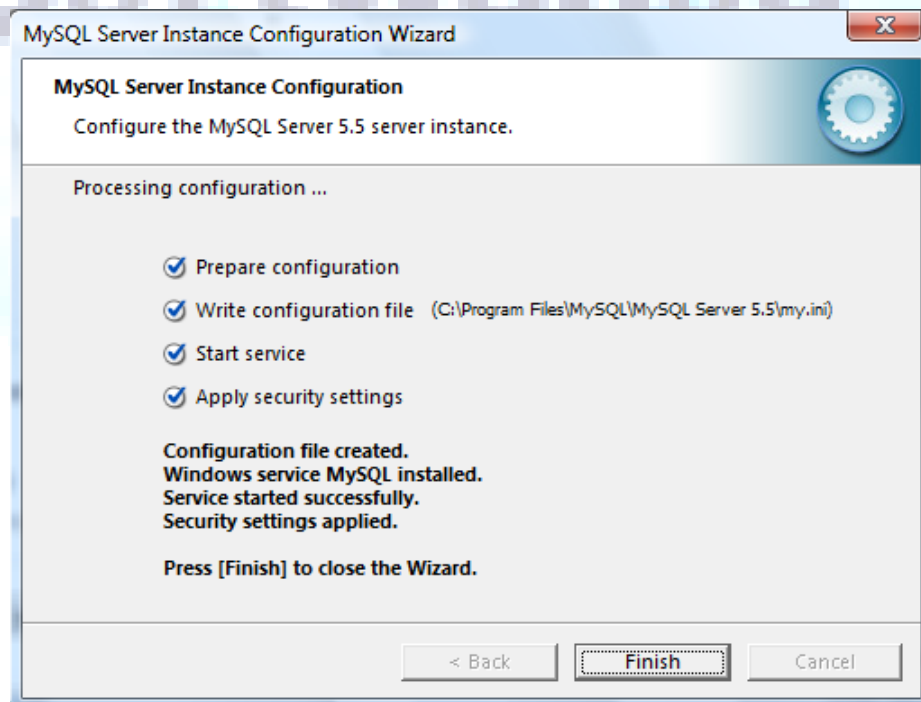 MySQL Server Instance Configuration Wizard
MySQL Server Instance Configuration
Configure the MySQL Server 5.5 server instance.
Processing configuration ...
Prepare configuration
Write configuration file (C:\Program Files\MySQL\MySQL Server 5.5\my.ini)
Start service
Apply security settings
Configuration file created.
Windows service MySQL installed.
Service started successfully.
Security settings applied.
Press [Finish] to close the Wizard.
< Back Finish Cancel